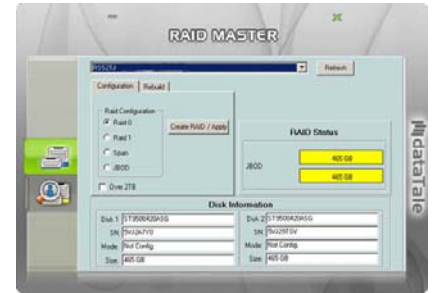 RAID MASTER
Refresh
Configuration Rebuild
Raid Configuration
Raid 0
Raid 1
Span
JBOD
Over 2TB
Create RAID / Apply
RAID Status
JBOD
465 GB
465 GB
dataTale
Disk Information
Disk 1 ST9500420ASG
SN
Mode Not Config.
Size 465 GB
Disk 2 ST9500420ASG
SN
Mode Not Config.
Size 465 GB